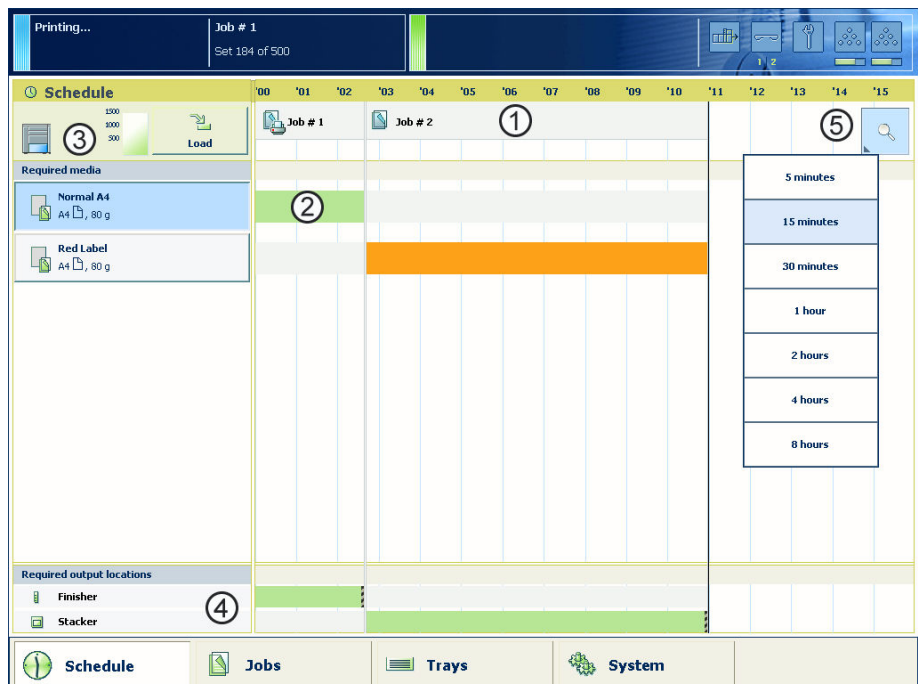 Printing...
Job # 1
Set 184 of 500
1 2
Schedule
'00 '01 '02 '03 '04 '05 '06 '07 '08 '09 '10 '11 '12 '13 '14 '15
1500
1000
500
3
Load
Job # 1
Job # 2
1
5
Required media
Normal A4
A4, 80 g
2
Red Label
A4, 80 g
5 minutes
15 minutes
30 minutes
1 hour
2 hours
4 hours
8 hours
Required output locations
Finisher
Stacker
4
Schedule
Jobs
Trays
System